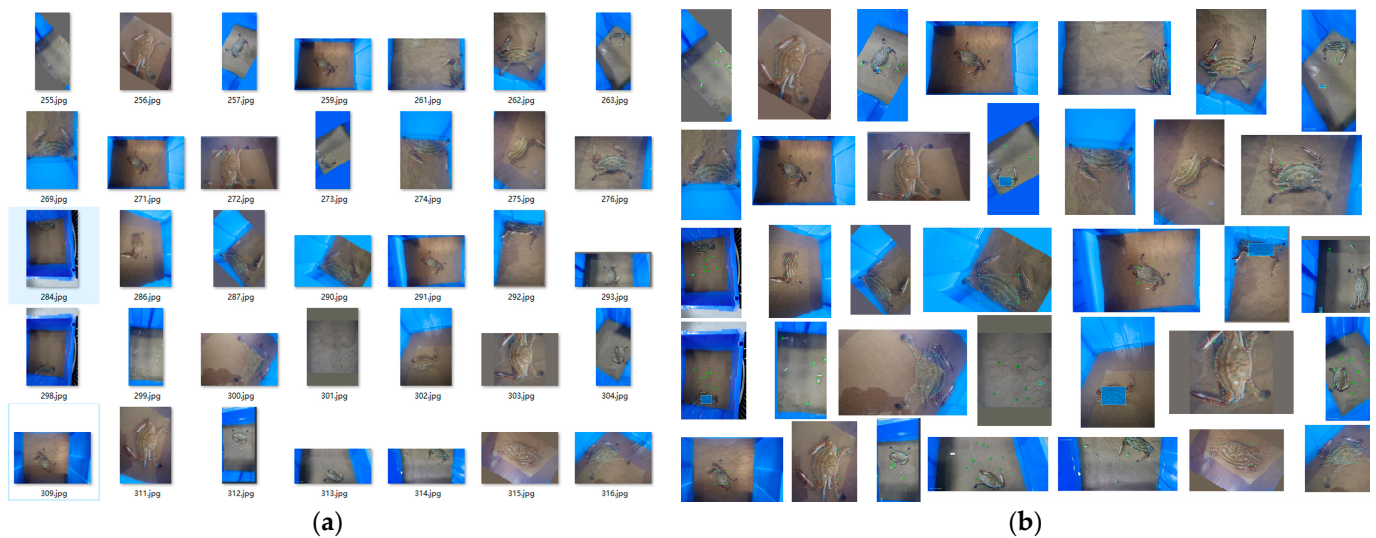 255.jpg 256.jpg 257.jpg 259.jpg 261.jpg 262.jpg 263.jpg
269.jpg 271.jpg 272.jpg 273.jpg 274.jpg 275.jpg 276.jpg
284.jpg 286.jpg 287.jpg 290.jpg 291.jpg 292.jpg 293.jpg
298.jpg 299.jpg 300.jpg 301.jpg 302.jpg 303.jpg 304.jpg
309.jpg 311.jpg 312.jpg 313.jpg 314.jpg 315.jpg 316.jpg
(a) (b)